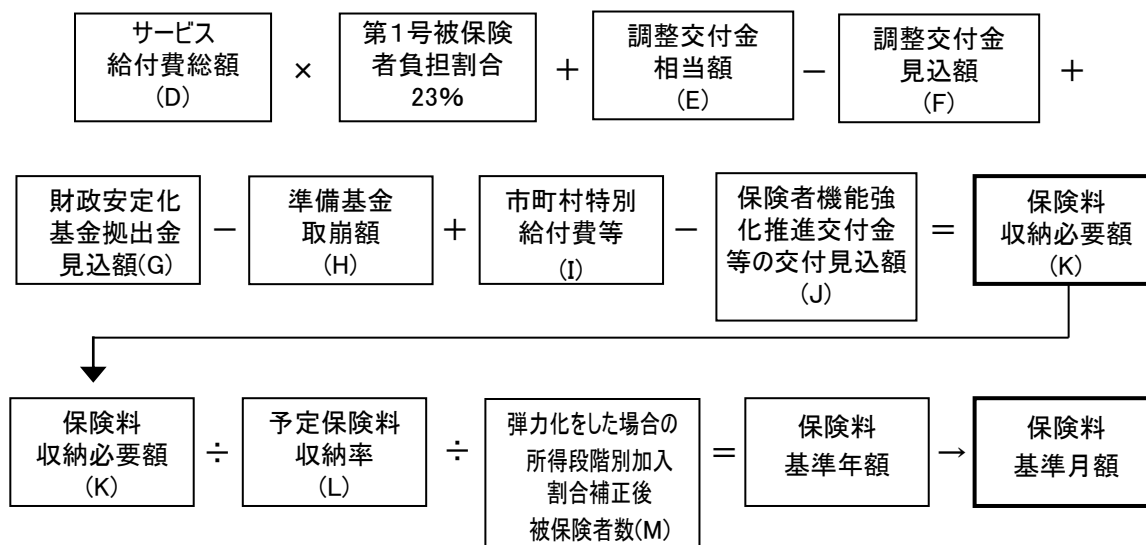 サービス
給付費総額
(D)
×
第１号被保険
者負担割合
23%
＋
調整交付金
相当額
(E)
－
調整交付金
見込額
(F)
＋
財政安定化
基金拠出金
見込額(G)
－
準備基金
取崩額
(H)
＋
市町村特別
給付費等
(I)
－
保険者機能強
化推進交付金
等の交付見込額
(J)
＝
保険料
収納必要額
(K)
保険料
収納必要額
(K)
÷
予定保険料
収納率
(L)
÷
弾力化をした場合の
所得段階別加入
割合補正後
被保険者数(M)
＝
保険料
基準年額
→
保険料
基準月額